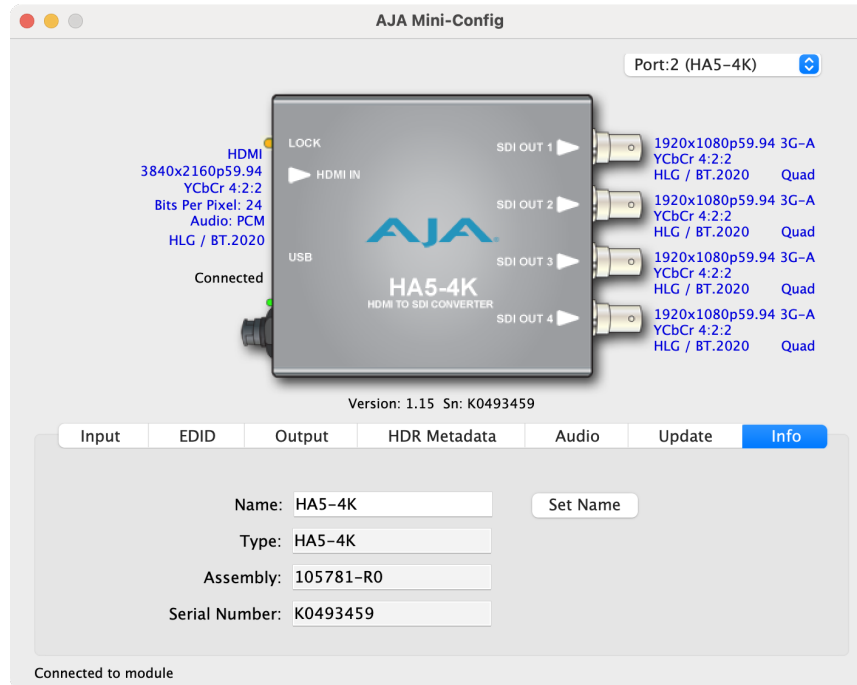 AJA Mini-Config
Port:2 (HA5-4K)
HDMI
3840x2160p59.94
YCbCr 4:2:2
Bits Per Pixel: 24
Audio: PCM
HLG / BT.2020
Connected
LOCK
HDMI IN
USB
AJA
HA5-4K
HDMI TO SDI CONVERTER
SDI OUT 1
SDI OUT 2
SDI OUT 3
SDI OUT 4
1920x1080p59.94 3G-A
YCbCr 4:2:2
HLG / BT.2020 Quad
1920x1080p59.94 3G-A
YCbCr 4:2:2
HLG / BT.2020 Quad
1920x1080p59.94 3G-A
YCbCr 4:2:2
HLG / BT.2020 Quad
1920x1080p59.94 3G-A
YCbCr 4:2:2
HLG / BT.2020 Quad
Version: 1.15 Sn: K0493459
Input EDID Output HDR Metadata Audio Update Info
Name: HA5-4K Set Name
Type: HA5-4K
Assembly: 105781-R0
Serial Number: K0493459
Connected to module